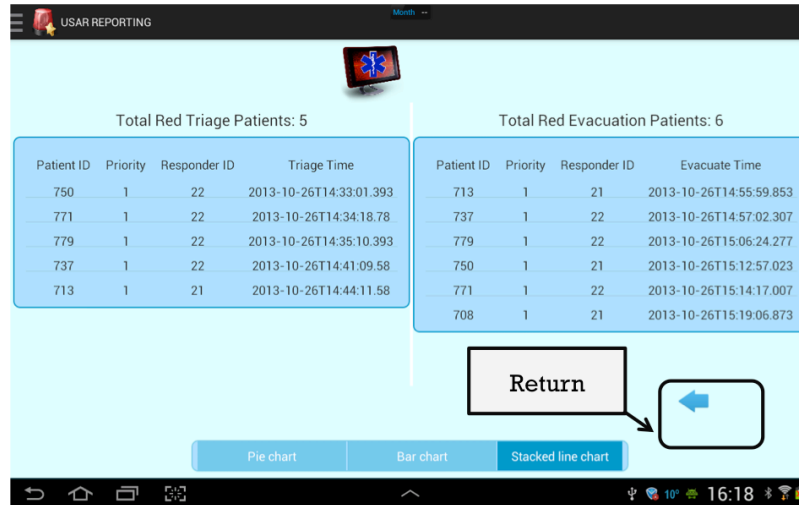 USAR REPORTING
Month --
Total Red Triage Patients: 5
Patient ID Priority Responder ID Triage Time
750 1 22 2013-10-26T14:33:01.393
771 1 22 2013-10-26T14:34:18.78
779 1 22 2013-10-26T14:35:10.393
737 1 22 2013-10-26T14:41:09.58
713 1 21 2013-10-26T14:44:11.58
Total Red Evacuation Patients: 6
Patient ID Priority Responder ID Evacuate Time
713 1 21 2013-10-26T14:55:59.853
737 1 22 2013-10-26T14:57:02.307
779 1 22 2013-10-26T15:06:24.277
750 1 21 2013-10-26T15:12:57.023
771 1 22 2013-10-26T15:14:17.007
708 1 21 2013-10-26T15:19:06.873
Return
Pie chart Bar chart Stacked line chart
10° 16:18